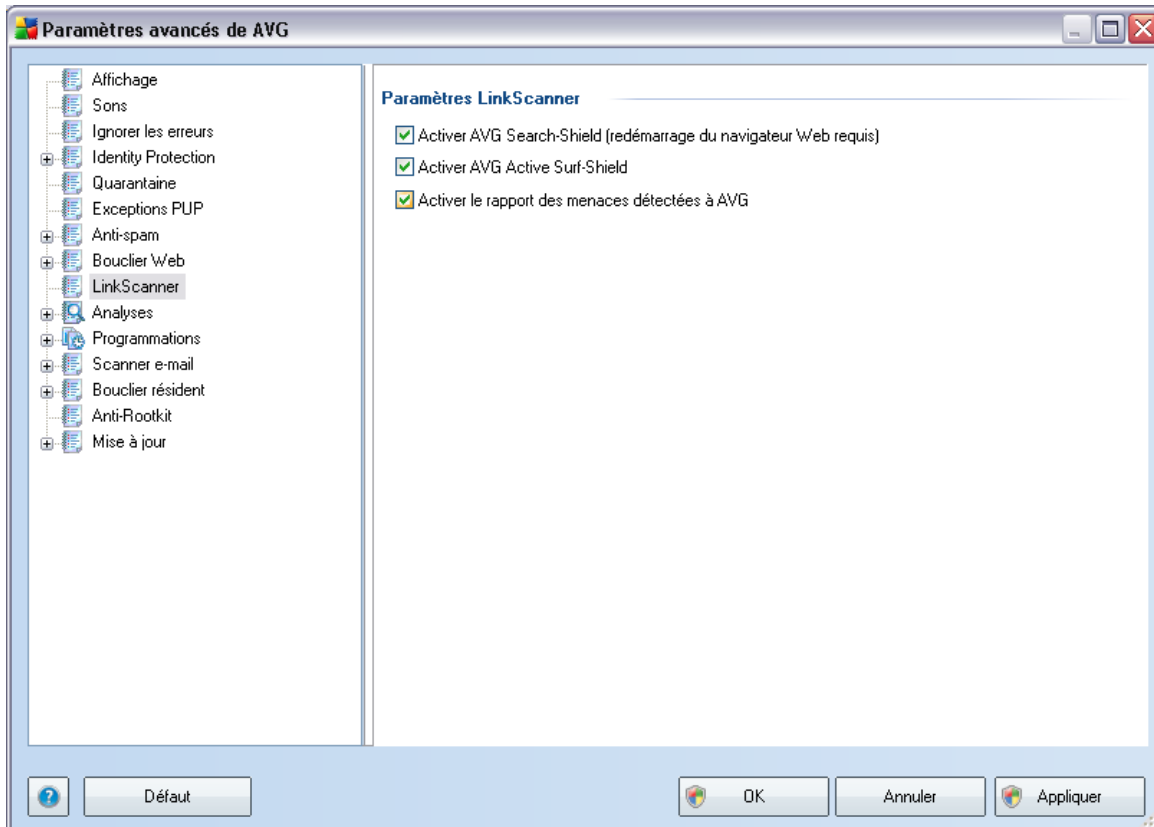 Paramètres avancés de AVG
Affichage
Sons
Ignorer les erreurs
Identity Protection
Quarantaine
Exceptions PUP
Anti-spam
Bouclier Web
LinkScanner
Analyses
Programmations
Scanner e-mail
Bouclier résident
Anti-Rootkit
Mise à jour
Paramètres LinkScanner
Activer AVG Search-Shield (redémarrage du navigateur Web requis)
Activer AVG Active Surf-Shield
Activer le rapport des menaces détectées à AVG
?
Défaut
OK
Annuler
Appliquer